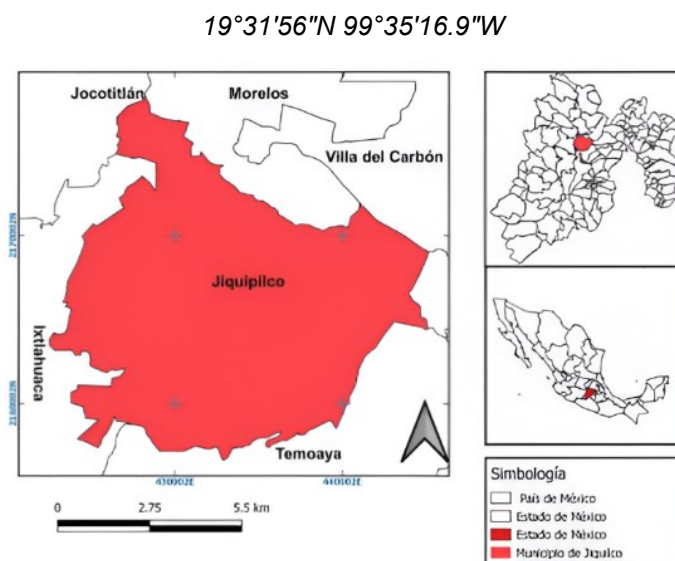 19°31'56"N 99°35'16.9"W
Jocotitlán
Morelos
Villa del Carbón
Jiquipilco
Ixtlahuaca
Temoaya
0 2.75 5.5 km
Simbología
País de México
Estado de México
Estado de México
Municipio de